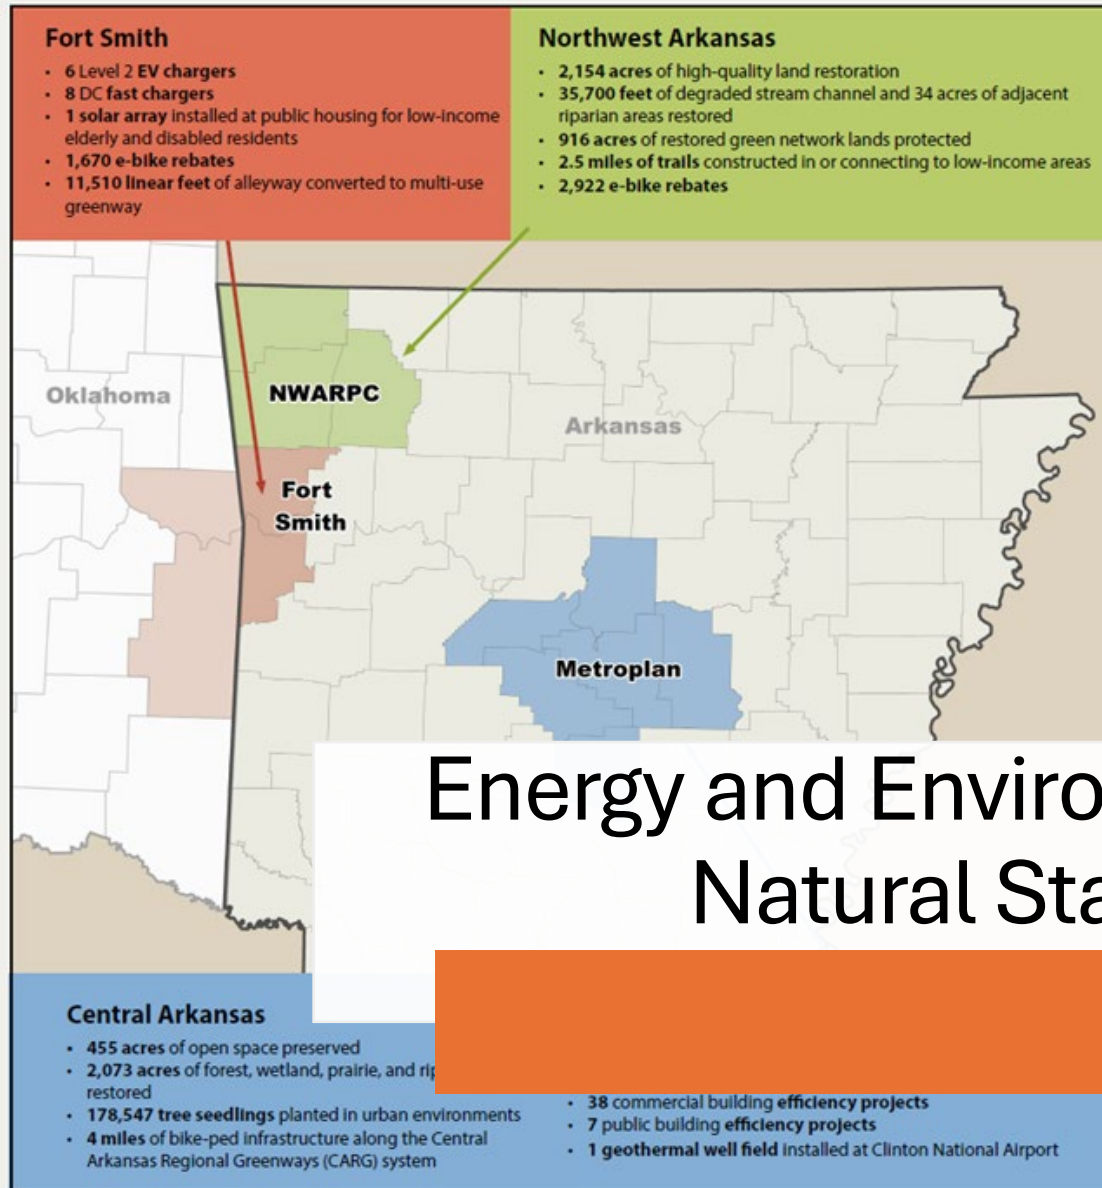 Fort Smith
• 6 Level 2 EV chargers
• 8 DC fast chargers
• 1 solar array installed at public housing for low-income
elderly and disabled residents
• 1,670 e-bike rebates
• 11,510 linear feet of alleyway converted to multi-use
greenway
Northwest Arkansas
• 2,154 acres of high-quality land restoration
• 35,700 feet of degraded stream channel and 34 acres of adjacent
riparian areas restored
• 916 acres of restored green network lands protected
• 2.5 miles of trails constructed in or connecting to low-income areas
• 2,922 e-bike rebates
Oklahoma
NWARPC
Arkansas
Fort
Smith
Metroplan
Energy and Enviro
Natural Sta
Central Arkansas
• 455 acres of open space preserved
• 2,073 acres of forest, wetland, prairie, and rip
restored
• 178,547 tree seedlings planted in urban environments
• 4 miles of bike-ped infrastructure along the Central
Arkansas Regional Greenways (CARG) system
• 38 commercial building efficiency projects
• 7 public building efficiency projects
• 1 geothermal well field installed at Clinton National Airport